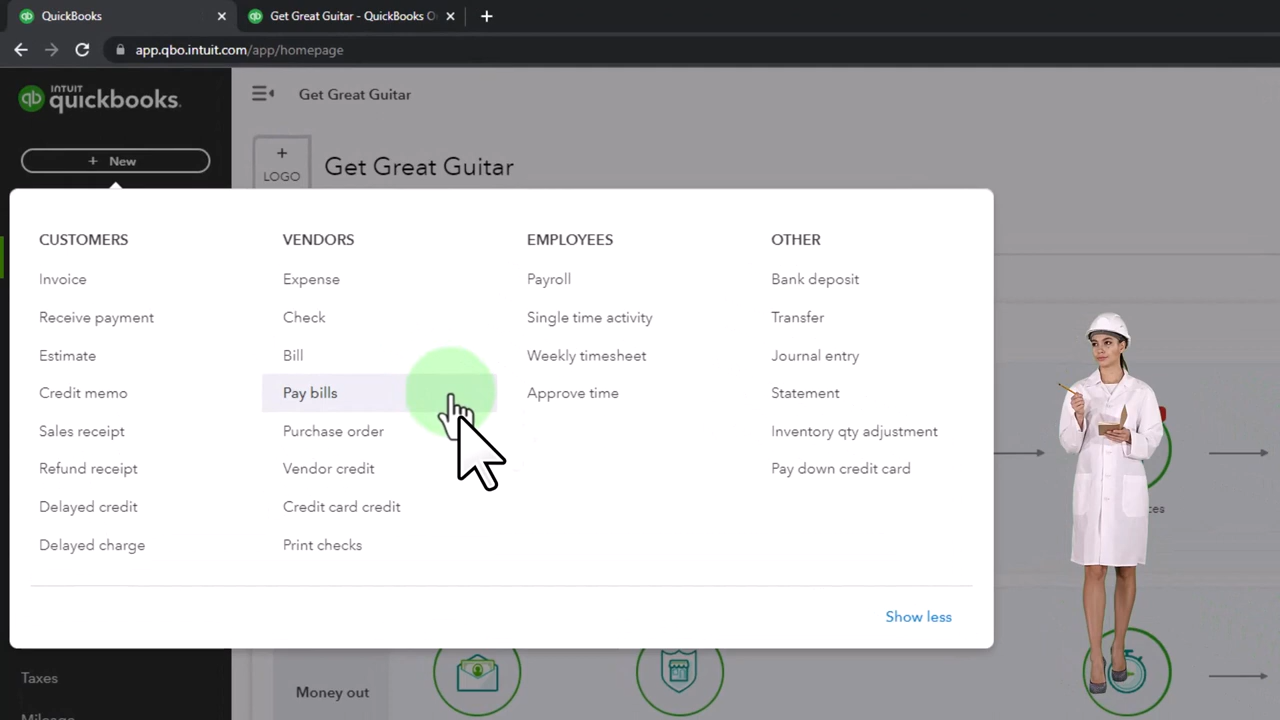 QuickBooks
Get Great Guitar - QuickBooks O
app.qbo.intuit.com/app/homepage
INTUIT
quickbooks.
Get Great Guitar
+ New
+
LOGO
Get Great Guitar
CUSTOMERS
Invoice
Receive payment
Estimate
Credit memo
Sales receipt
Refund receipt
Delayed credit
Delayed charge
VENDORS
Expense
Check
Bill
Pay bills
Purchase order
Vendor credit
Credit card credit
Print checks
EMPLOYEES
Payroll
Single time activity
Weekly timesheet
Approve time
OTHER
Bank deposit
Transfer
Journal entry
Statement
Inventory qty adjustment
Pay down credit card
Show less
Taxes
Money out